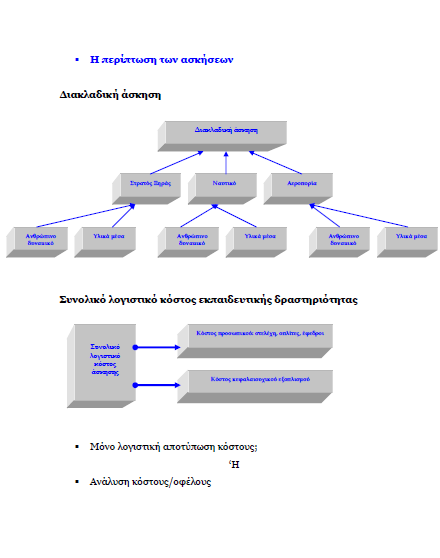 ▪ Η περίπτωση των ασκήσεων
Διακλαδική άσκηση
Διακλαδική άσκηση
Στρατός Ξηράς
Ναυτικό
Αεροπορία
Ανθρώπινο
δυναμικό
Υλικά μέσα
Ανθρώπινο
δυναμικό
Υλικά μέσα
Ανθρώπινο
δυναμικό
Υλικά μέσα
Συνολικό λογιστικό κόστος εκπαιδευτικής δραστηριότητας
Συνολικό
λογιστικό
κόστος
άσκησης
Κόστος προσωπικού: στελέχη, οπλίτες, έφεδροι
Κόστος κεφαλαιουχικού εξοπλισμού
▪ Μόνο λογιστική αποτύπωση κόστους;
Ή
▪ Ανάλυση κόστους/οφέλους